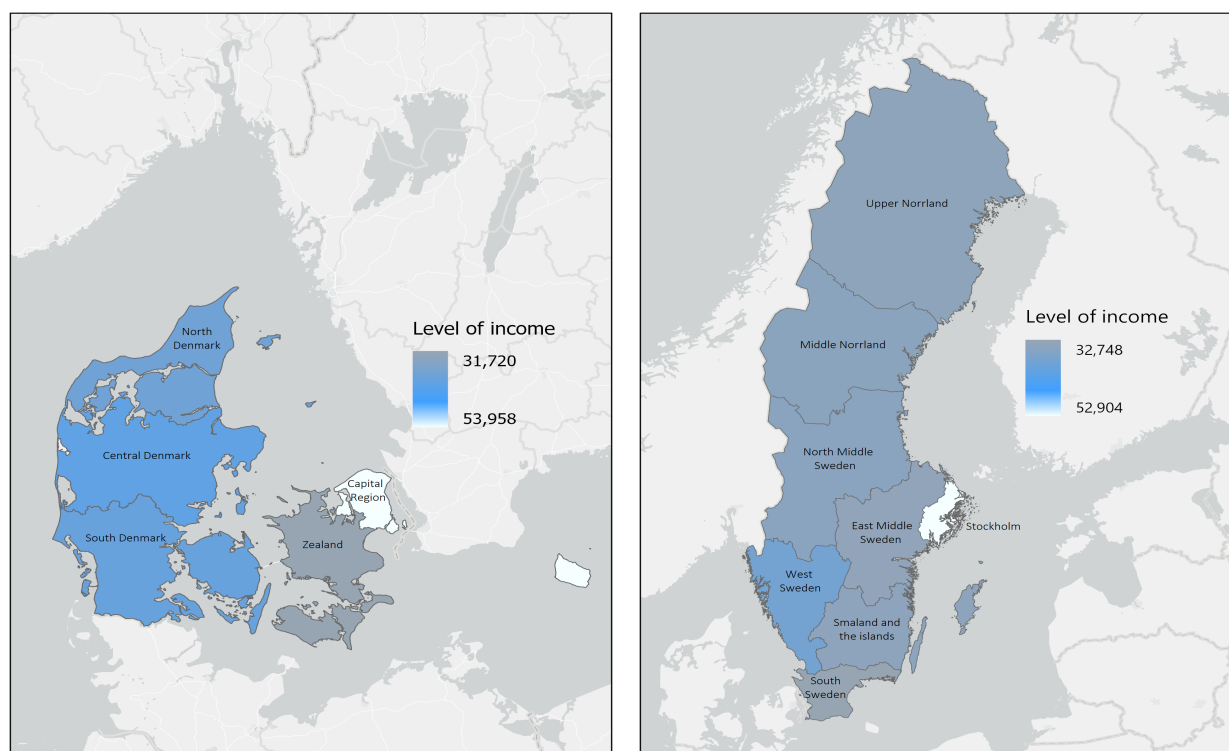 North
Denmark
Level of income
31,720
53,958
Central Denmark
Capital
Region
South Denmark
Zealand
Upper Norrland
Level of income
32,748
52,904
Middle Norrland
North Middle
Sweden
East Middle
Sweden
Stockholm
West
Sweden
Smaland and
the islands
South
Sweden